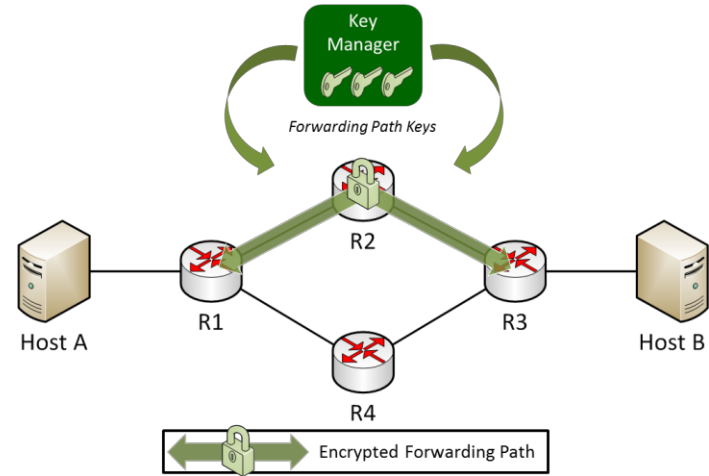 Key
Manager
Forwarding Path Keys
R2
R1
R3
Host A
Host B
R4
Encrypted Forwarding Path